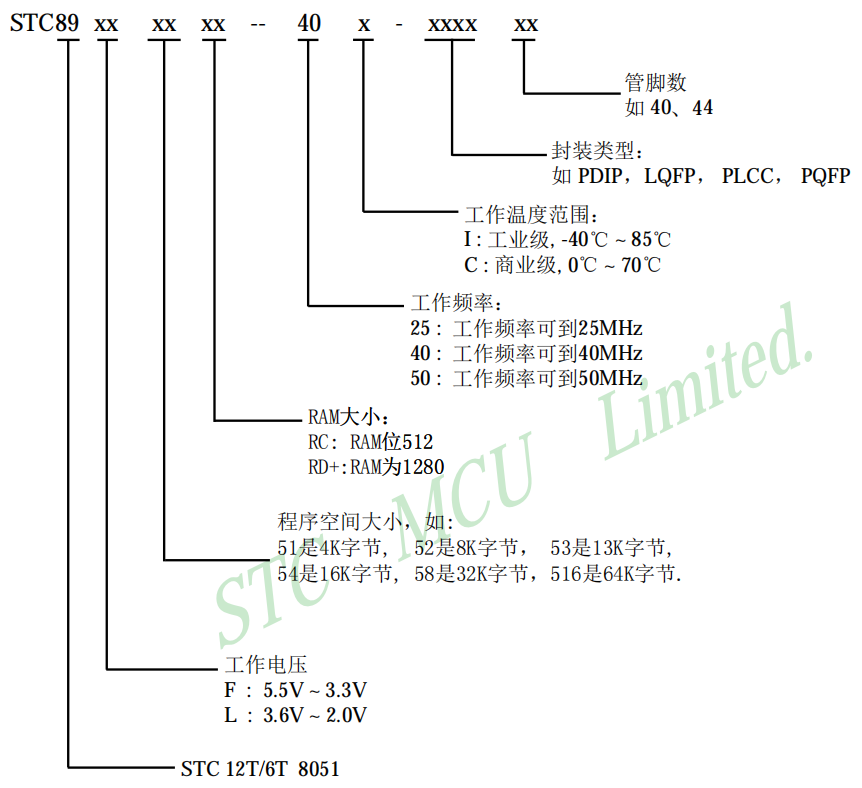 STC89 xx xx xx -- 40 x - xxxx xx
管脚数
如 40、44
封装类型：
如 PDIP，LQFP， PLCC， PQFP
工作温度范围：
I : 工业级, -40℃ ~ 85℃
C : 商业级, 0℃ ~ 70℃
工作频率：
25 : 工作频率可到25MHz
40 : 工作频率可到40MHz
50 : 工作频率可到50MHz
RAM大小：
RC: RAM位512
RD+:RAM为1280
程序空间大小，如:
51是4K字节, 52是8K字节， 53是13K字节,
54是16K字节, 58是32K字节，516是64K字节.
工作电压
F : 5.5V ~ 3.3V
L : 3.6V ~ 2.0V
STC 12T/6T 8051
STC MCU Limited.